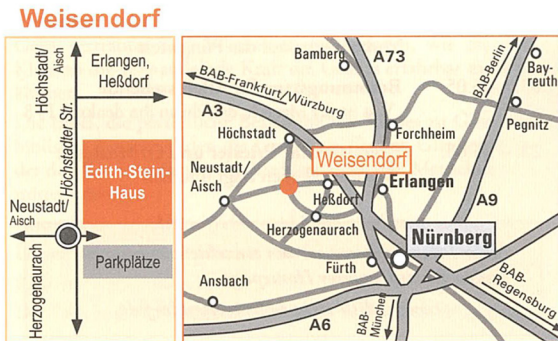 Weisendorf
Höchstadt/
Aisch
Erlangen,
Heßdorf
Höchstadter Str.
Edith-Stein-
Haus
Neustadt/
Aisch
Parkplätze
Herzogenaurach
Bamberg
A73
BAB-Berlin
Bay-
reuth
BAB-Frankfurt/Würzburg
A3
Pegnitz
Höchstadt
Forchheim
Weisendorf
Neustadt/
Aisch
Heßdorf
Erlangen
A9
Herzogenaurach
Nürnberg
Fürth
BAB-
Regensburg
Ansbach
A6
BAB-
München